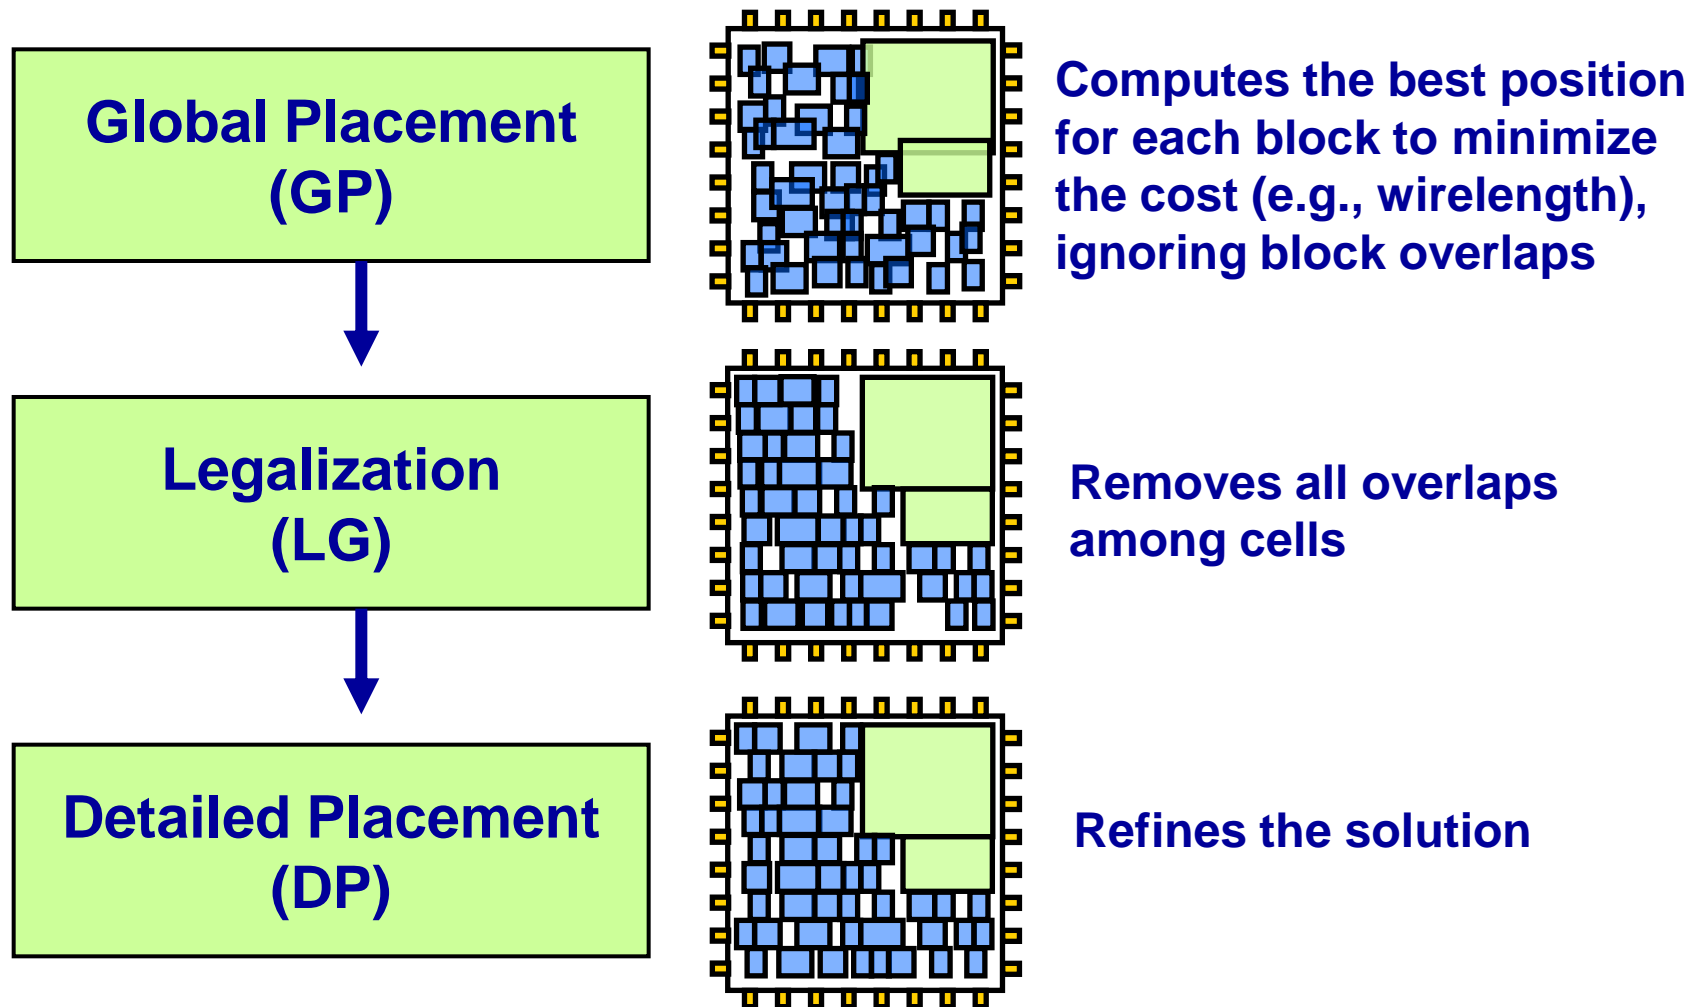 Global Placement
(GP)
Computes the best position
for each block to minimize
the cost (e.g., wirelength),
ignoring block overlaps
Legalization
(LG)
Removes all overlaps
among cells
Detailed Placement
(DP)
Refines the solution